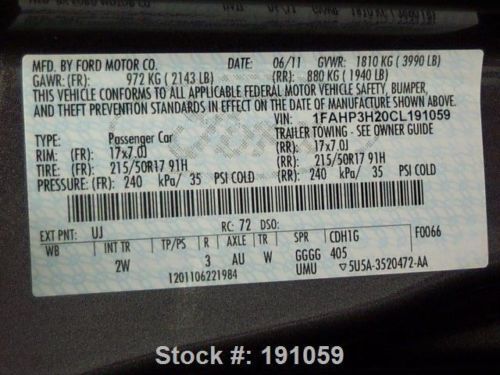 MFD. BY FORD MOTOR CO. 06/11 GVWR: 1810 KG ( 3990 LB)
GAWR: (FR): 972 KG ( 2143 LB) (RR): 880 KG ( 1940 LB)
THIS VEHICLE CONFORMS TO ALL APPLICABLE FEDERAL MOTOR VEHICLE SAFETY, BUMPER,
AND THEFT PREVENTION STANDARDS IN EFFECT ON THE DATE OF MANUFACTURE SHOWN ABOVE.
VIN: 1FAHP3H20CL191059
TYPE: Passenger Car TRAILER TOWING - SEE OWNER GUIDE
RIM: (FR): 17x7.0J (RR): 17x7.0J
TIRE: (FR): 215/50R17 91H (RR): 215/50R17 91H
(FR): 240 kPa/ 35 PSI COLD (RR): 240 kPa/ 35 PSI COLD
EXT PNT: UJ RC: 72 DSO: F0066
WB INT TR TP/PS R AXLE TR SPR CDH1G
2W 3 AU W GGGG 405
1201106221984 UMU ▽5U5A-3520472-AA
Stock #: 191059